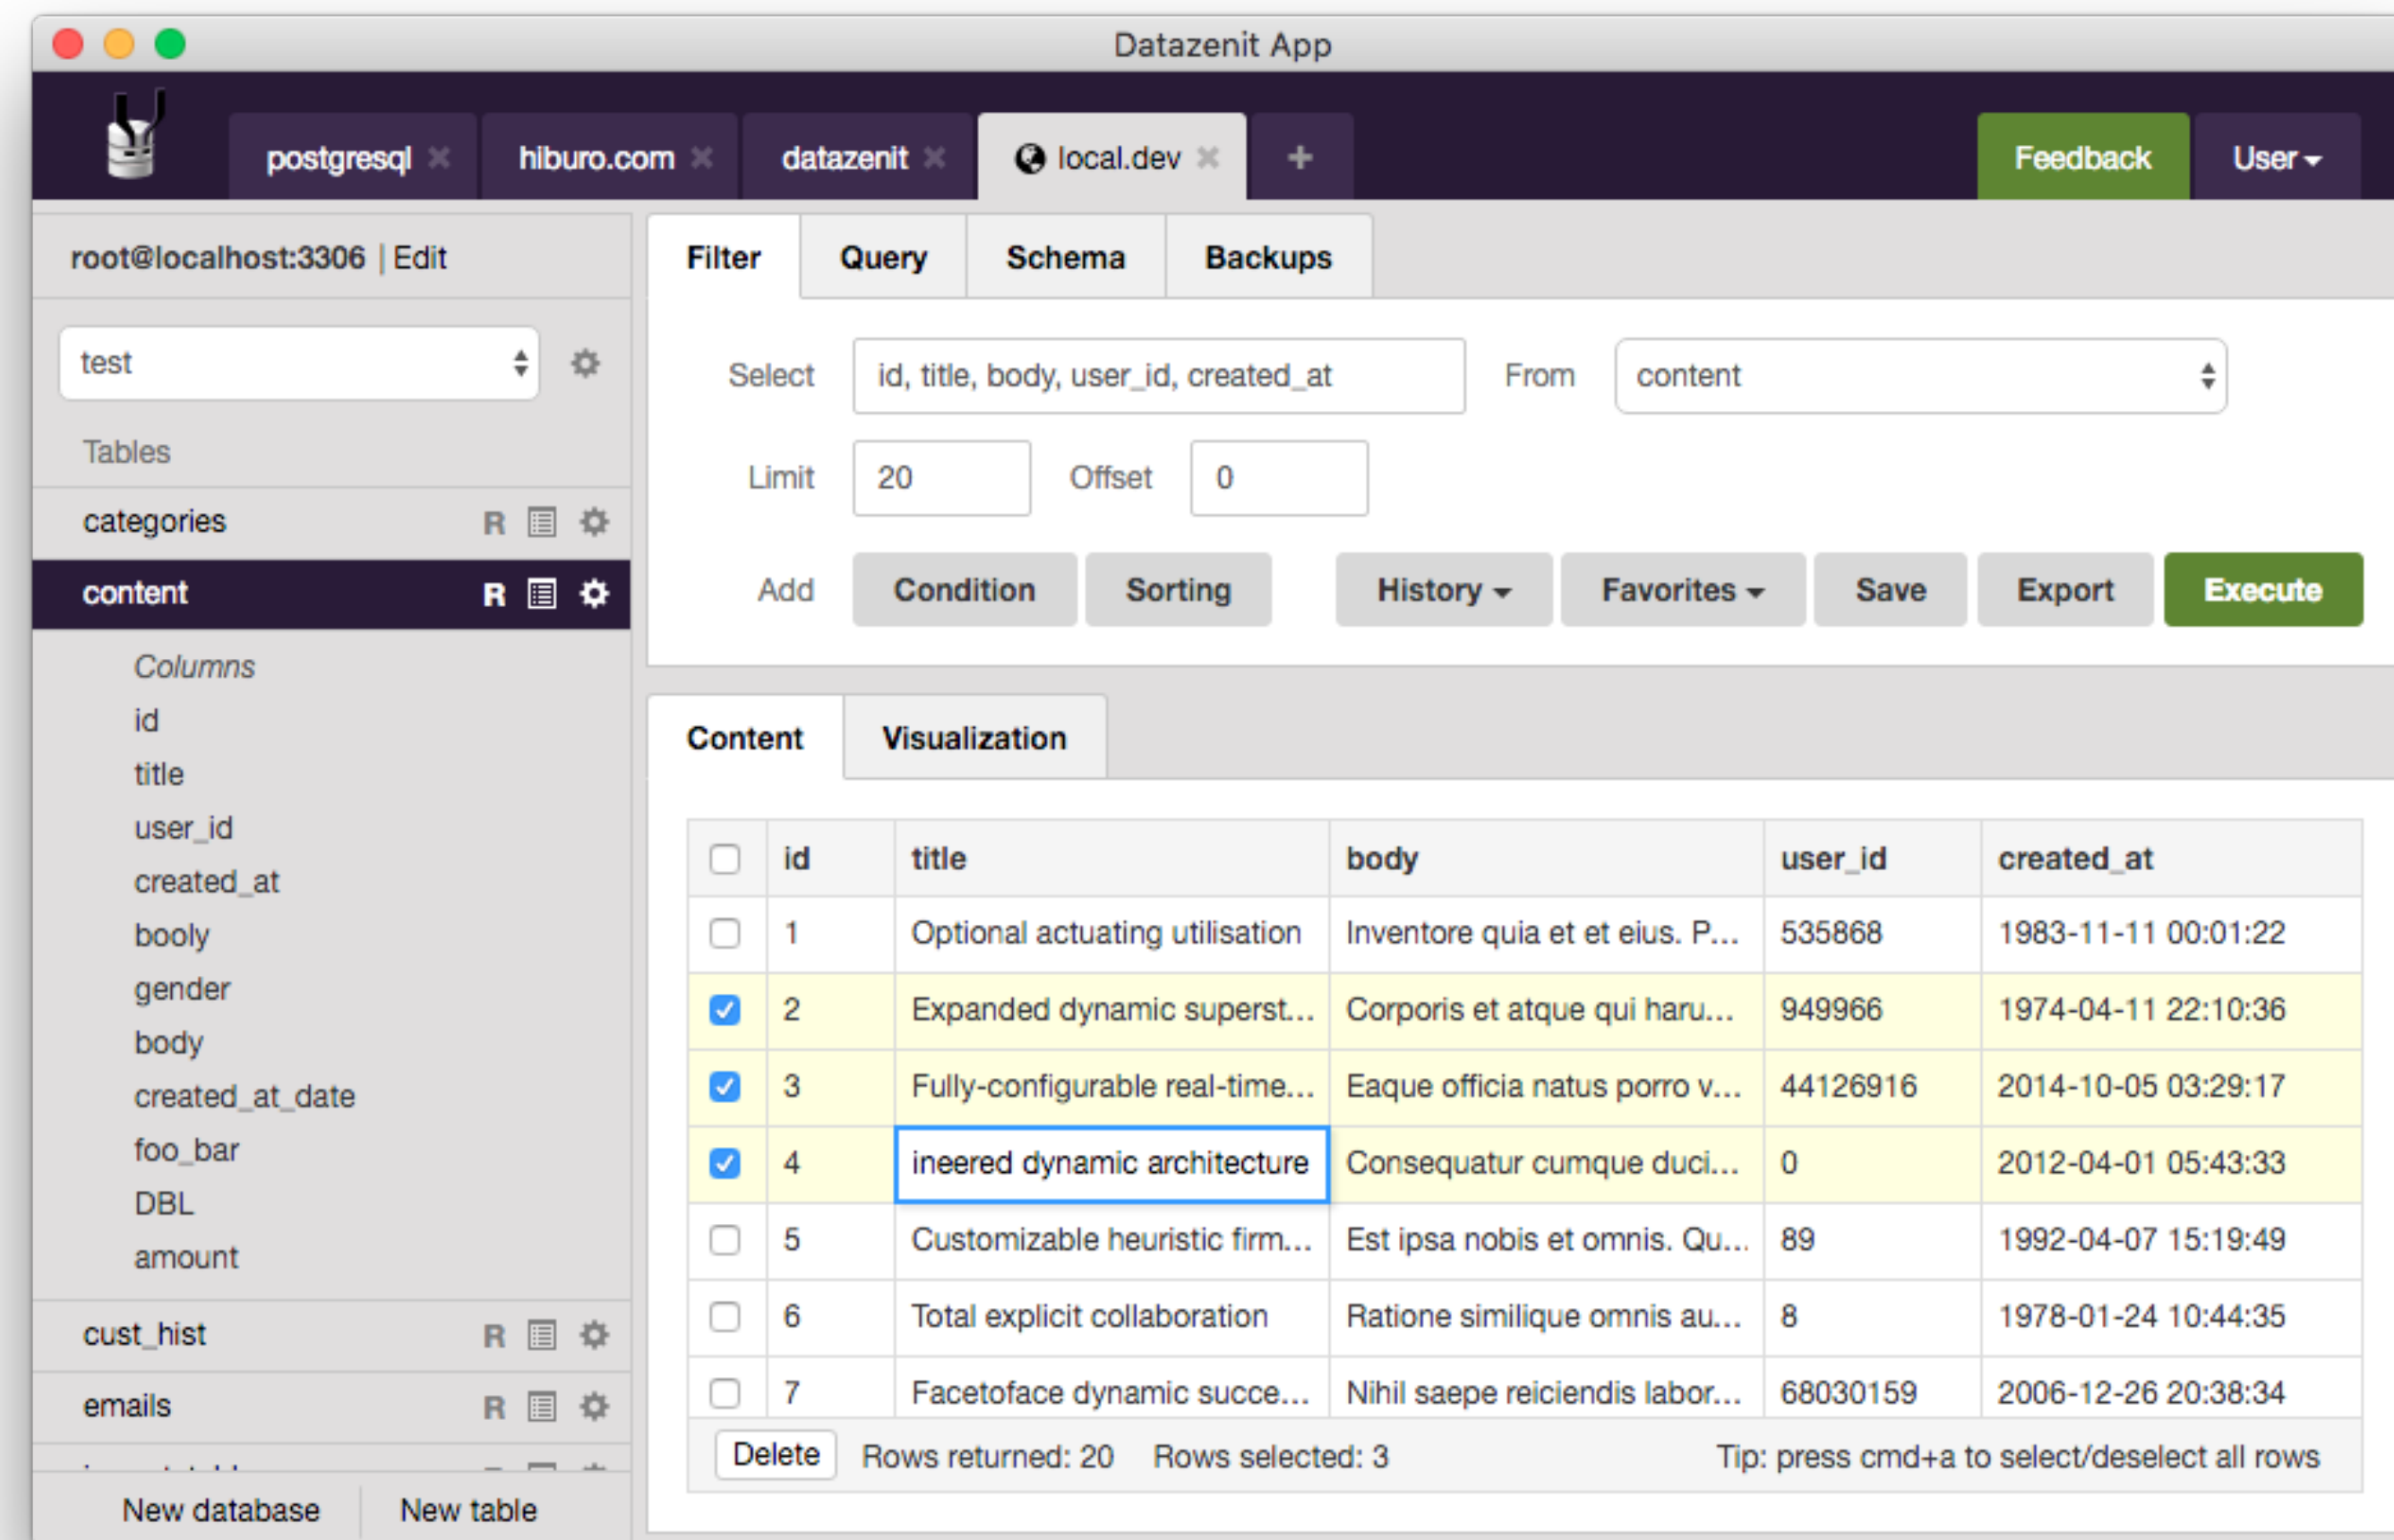 Datazenit App
postgresql hiburo.com datazenit local.dev + Feedback User
root@localhost:3306 | Edit
test
Tables
categories R
content R
Columns
id
title
user_id
created_at
booly
gender
body
created_at_date
foo_bar
DBL
amount
cust_hist R
emails R
New database New table
Filter Query Schema Backups
Select id, title, body, user_id, created_at From content
Limit 20 Offset 0
Add Condition Sorting History Favorites Save Export Execute
Content Visualization
id title body user_id created_at
1 Optional actuating utilisation Inventore quia et et eius. P... 535868 1983-11-11 00:01:22
2 Expanded dynamic superst... Corporis et atque qui haru... 949966 1974-04-11 22:10:36
3 Fully-configurable real-time... Eaque officia natus porro v... 44126916 2014-10-05 03:29:17
4 ineered dynamic architecture Consequatur cumque duci... 0 2012-04-01 05:43:33
5 Customizable heuristic firm... Est ipsa nobis et omnis. Qu... 89 1992-04-07 15:19:49
6 Total explicit collaboration Ratione similique omnis au... 8 1978-01-24 10:44:35
7 Facetoface dynamic succe... Nihil saepe reiciendis labor... 68030159 2006-12-26 20:38:34
Delete Rows returned: 20 Rows selected: 3 Tip: press cmd+a to select/deselect all rows